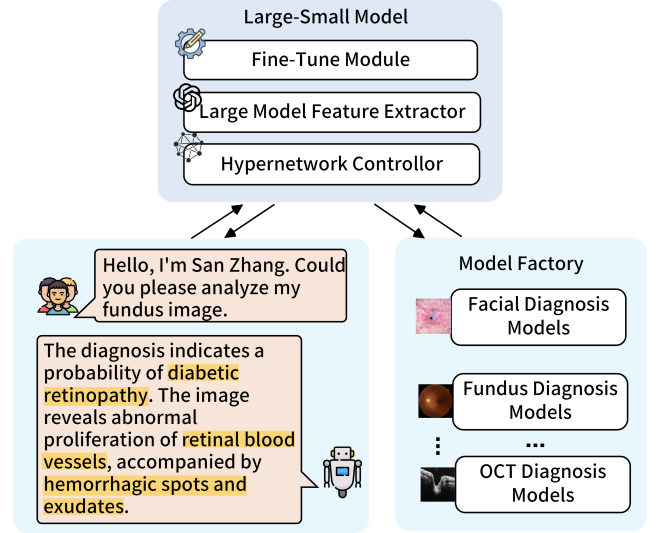 Large-Small Model
Fine-Tune Module
Large Model Feature Extractor
Hypernetwork Controllor
Hello, I'm San Zhang. Could
you please analyze my
fundus image.
The diagnosis indicates a
probability of diabetic
retinopathy. The image
reveals abnormal
proliferation of retinal blood
vessels, accompanied by
hemorrhagic spots and
exudates.
Model Factory
Facial Diagnosis
Models
Fundus Diagnosis
Models
...
OCT Diagnosis
Models